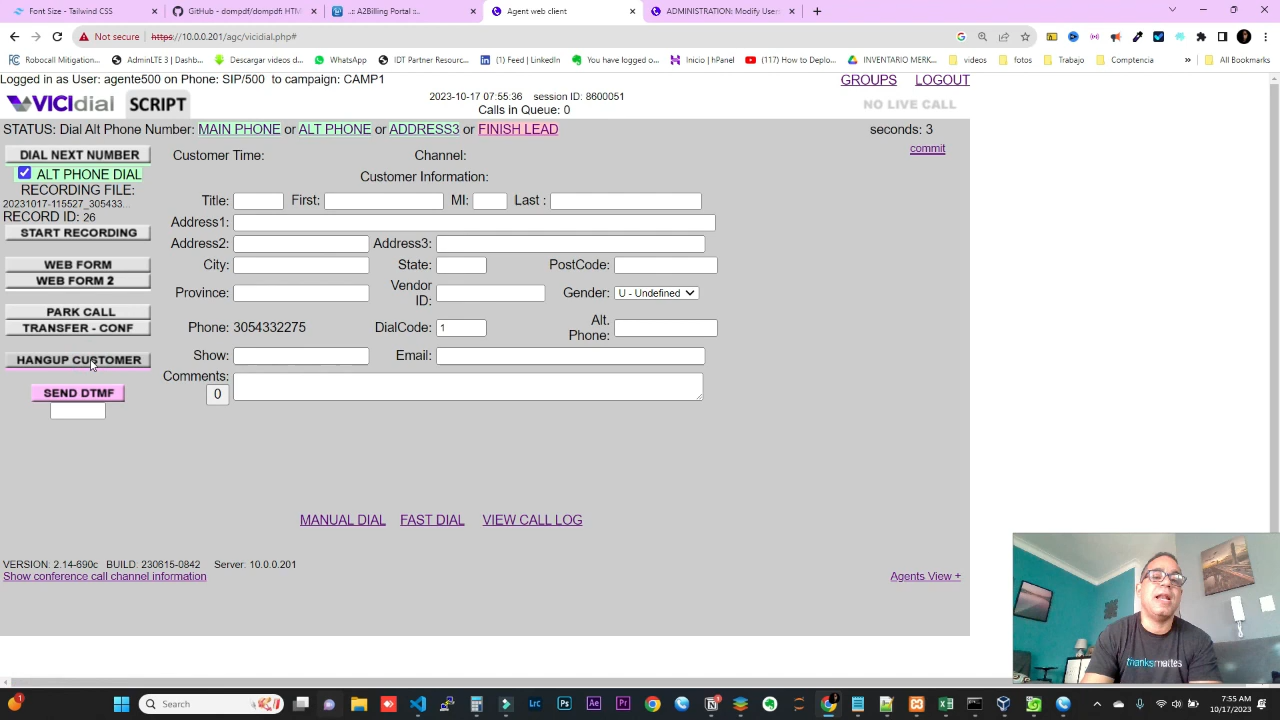 Font Size - Tailwind CSS
GitHub - dompdf/dompdf: HTM
..:: A2Billing Portal ::..
Agent web client
ADMINISTRATION: Modify User
Not secure https://10.0.0.201/agc/vicidial.php#
Robocall Mitigatio...
AdminLTE 3 | Dashb...
Descargar videos d...
WhatsApp
IDT Partner Resourc...
(1) Feed | LinkedIn
You have logged o...
Inicio | hPanel
(117) How to Deplo...
INVENTARIO MERK...
videos
fotos
Trabajo
Comptencia
»
All Bookmarks
Logged in as User: agente500 on Phone: SIP/500 to campaign: CAMP1
GROUPS LOGOUT
VICIdial SCRIPT
2023-10-17 07:55:36 session ID: 8600051
Calls in Queue: 0
NO LIVE CALL
STATUS: Dial Alt Phone Number: MAIN PHONE or ALT PHONE or ADDRESS3 or FINISH LEAD
seconds: 3
commit
DIAL NEXT NUMBER
ALT PHONE DIAL
RECORDING FILE:
20231017-115527_305433...
RECORD ID: 26
START RECORDING
WEB FORM
WEB FORM 2
PARK CALL
TRANSFER - CONF
HANGUP CUSTOMER
SEND DTMF
Customer Time: Channel:
Customer Information:
Title: First: MI: Last :
Address1:
Address2: Address3:
City: State: PostCode:
Province: Vendor ID: Gender: U - Undefined
Phone: 3054332275 DialCode: 1 Alt. Phone:
Show: Email:
Comments:
0
MANUAL DIAL FAST DIAL VIEW CALL LOG
VERSION: 2.14-690c BUILD: 230615-0842 Server: 10.0.0.201
Show conference call channel information
Agents View +
thanksmattes
Search
7:55 AM
10/17/2023